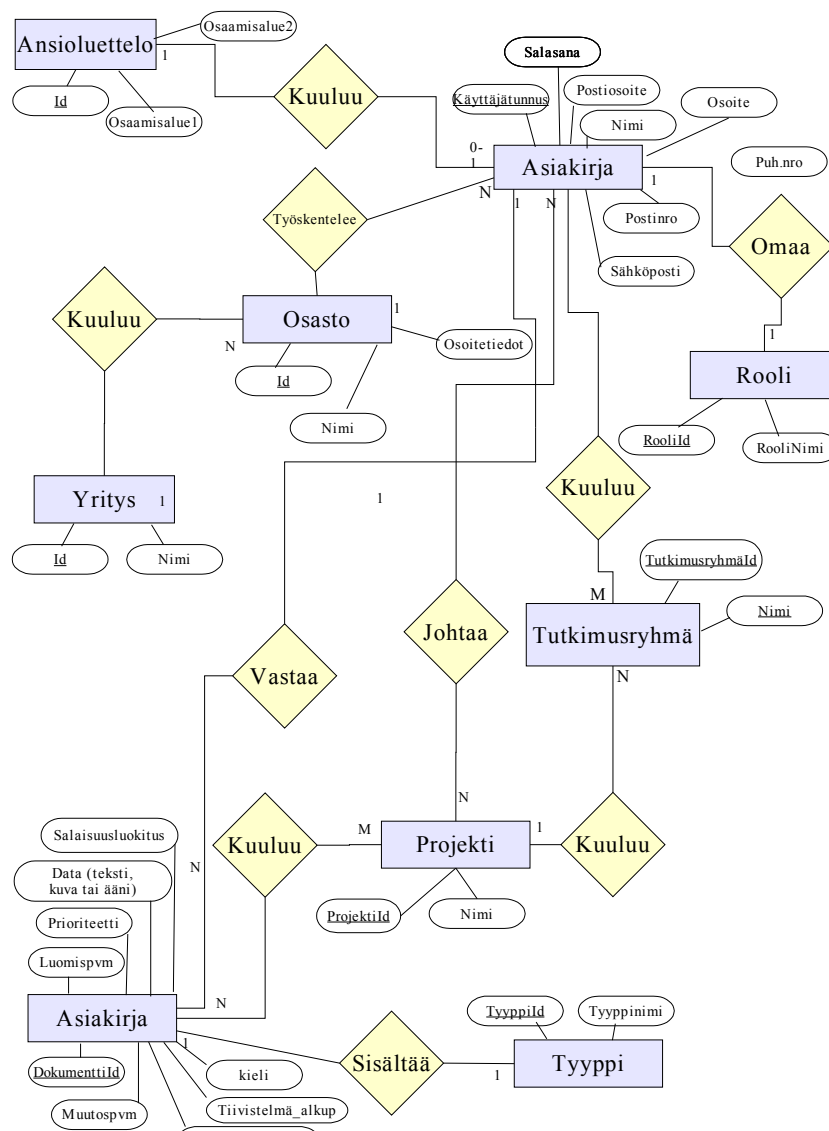 Ansioluettelo
Osaamisalue2
1
Id
Osaamisalue1
Kuuluu
Salasana
Käyttäjätunnus
Postiosoite
Osoite
Nimi
Puh.nro
0-
1
Asiakirja
N
1
N
1
Postinro
Sähköposti
Omaa
Työskentelee
Kuuluu
N
Osasto
1
Osoitetiedot
Id
Nimi
1
Rooli
RooliId
RooliNimi
Yritys
1
Id
Nimi
1
Kuuluu
M
TutkimusryhmäId
Nimi
Tutkimusryhmä
N
Johtaa
Vastaa
N
Kuuluu
M
Projekti
1
Kuuluu
ProjektiId
Nimi
Salaisuusluokitus
Data (teksti,
kuva tai ääni)
N
Prioriteetti
Luomispvm
N
Asiakirja
1
DokumenttiId
Muutospvm
kieli
Tiivistelmä_alkup
Sisältää
1
Tyyppi
TyyppiId
Tyyppinimi